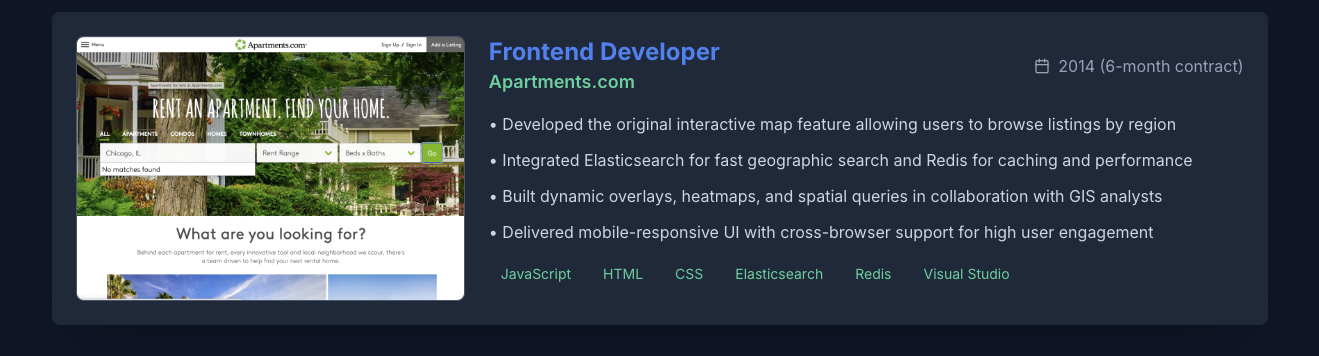 Menu
Apartments.com
Sign Up / Sign In
Add a Listing
Apartments for rent at Apartments.com
RENT AN APARTMENT. FIND YOUR HOME.
ALL APARTMENTS CONDOS HOMES TOWNHOMES
Chicago, IL
Rent Range
Beds x Baths
Go
No matches found
What are you looking for?
Behind each apartment for rent, every innovative tool and local neighborhood we scour, there's
a team driven to help find your next rental home.
Frontend Developer
Apartments.com
2014 (6-month contract)
• Developed the original interactive map feature allowing users to browse listings by region
• Integrated Elasticsearch for fast geographic search and Redis for caching and performance
• Built dynamic overlays, heatmaps, and spatial queries in collaboration with GIS analysts
• Delivered mobile-responsive UI with cross-browser support for high user engagement
JavaScript HTML CSS Elasticsearch Redis Visual Studio